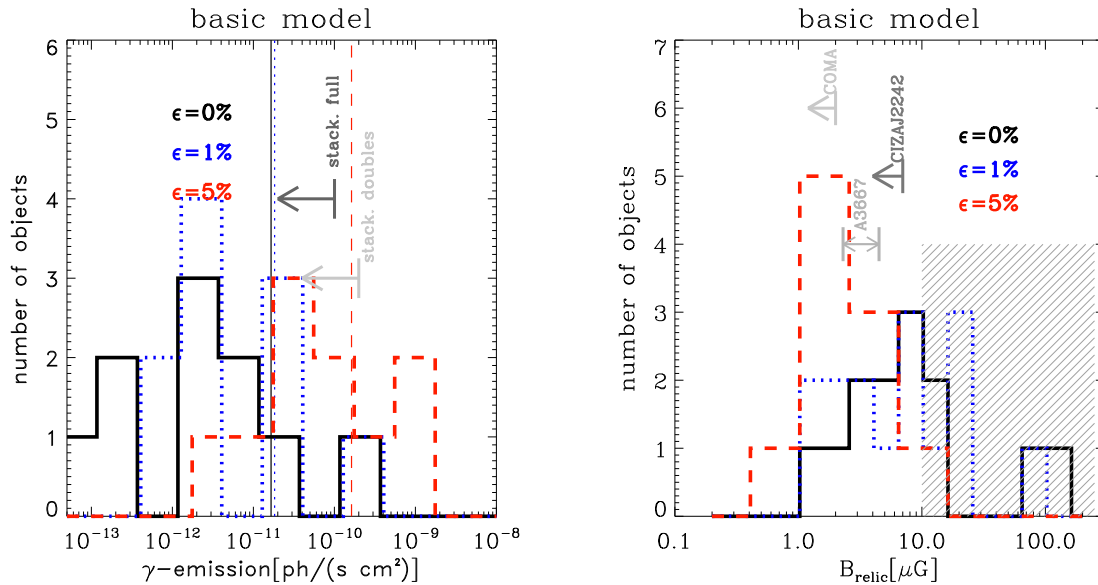 basic model
6
5
4
3
2
1
0
number of objects
ϵ=0%
ϵ=1%
ϵ=5%
stack. full
stack. doubles
10⁻¹³ 10⁻¹² 10⁻¹¹ 10⁻¹⁰ 10⁻⁹ 10⁻⁸
γ-emission[ph/(s cm²)]
basic model
7
6
5
4
3
2
1
0
number of objects
COMA
CIZAJ2242
A3667
ϵ=0%
ϵ=1%
ϵ=5%
0.1 1.0 10.0 100.0
B_relic[μG]